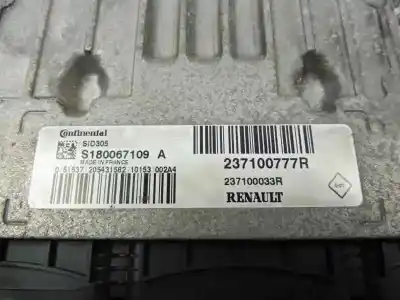 Continental
SID305
S180067109 A
MADE IN FRANCE
237100777R
237100033R
RENAULT